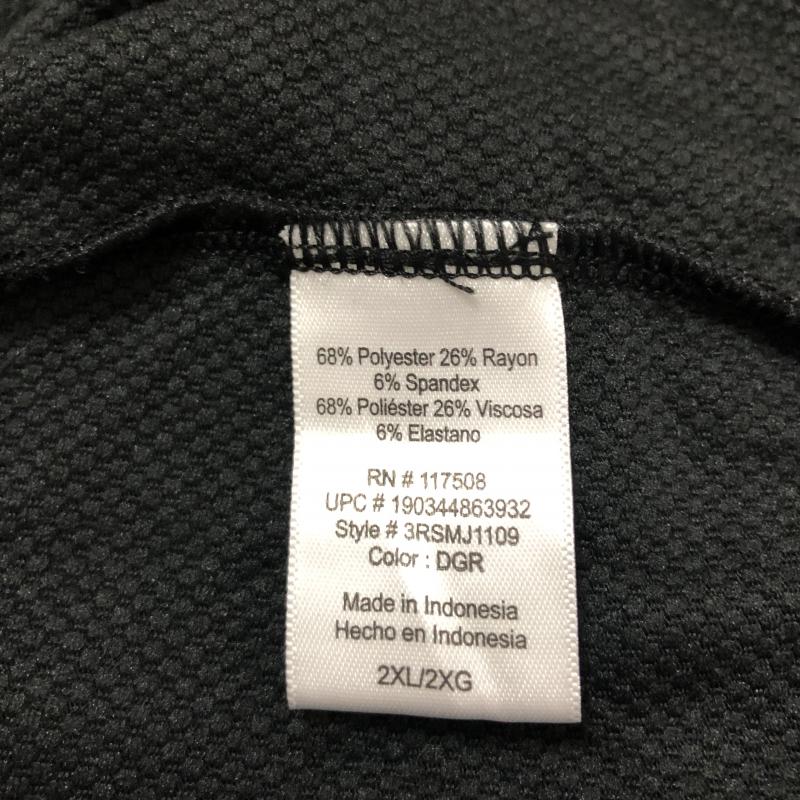 68% Polyester 26% Rayon
6% Spandex
68% Poliéster 26% Viscosa
6% Elastano
RN # 117508
UPC # 190344863932
Style # 3RSMJ1109
Color : DGR
Made in Indonesia
Hecho en Indonesia
2XL/2XG